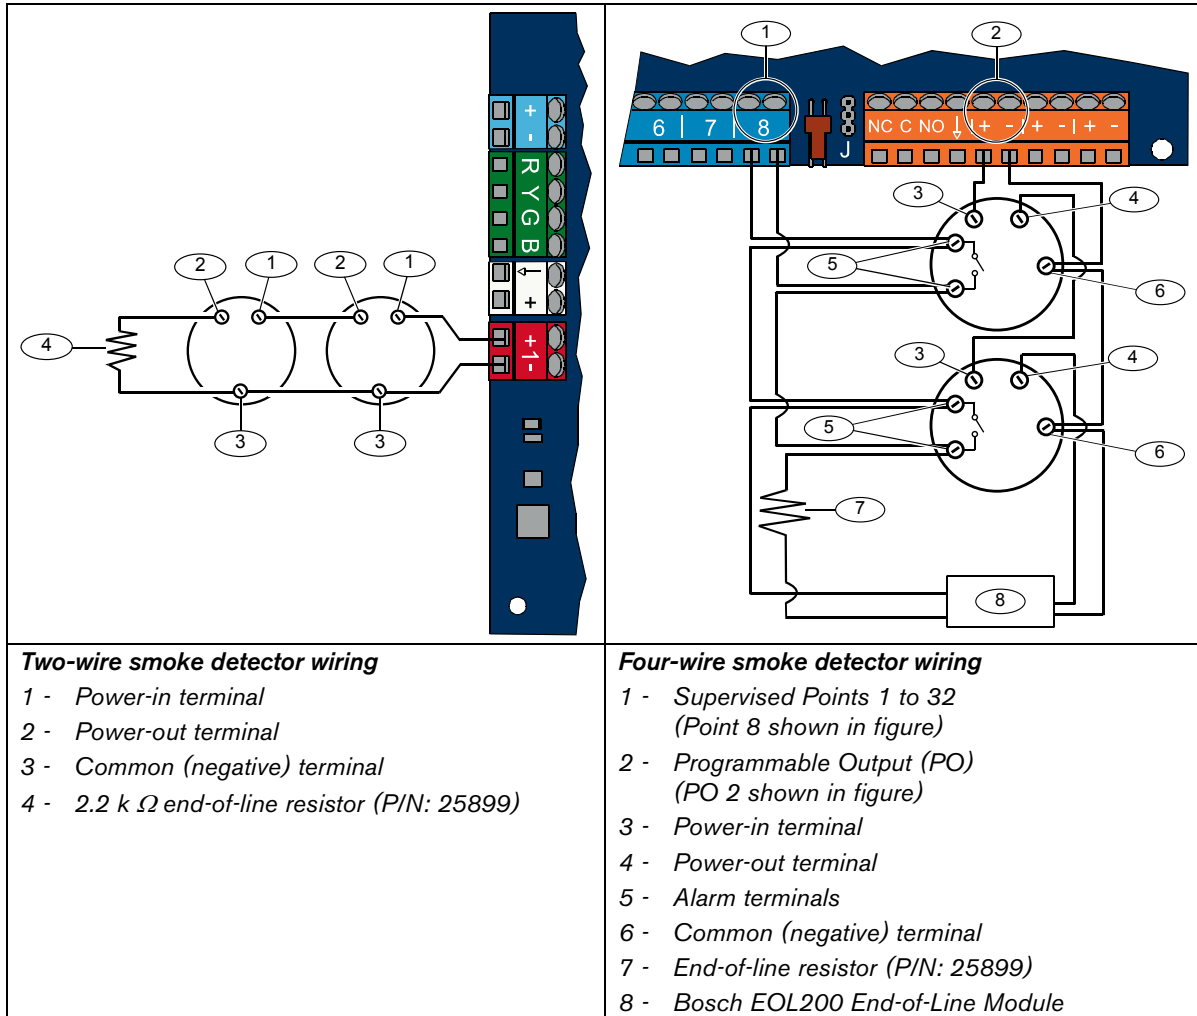 +
-
R Y G B
+
+ 1 -
2
1
2
1
4
3
3
1
2
6 | 7 | 8
J
NC C NO | + - | + - | + -
3
4
5
6
3
4
5
6
7
8
Two-wire smoke detector wiring
1 - Power-in terminal
2 - Power-out terminal
3 - Common (negative) terminal
4 - 2.2 k Ω end-of-line resistor (P/N: 25899)
Four-wire smoke detector wiring
1 - Supervised Points 1 to 32
(Point 8 shown in figure)
2 - Programmable Output (PO)
(PO 2 shown in figure)
3 - Power-in terminal
4 - Power-out terminal
5 - Alarm terminals
6 - Common (negative) terminal
7 - End-of-line resistor (P/N: 25899)
8 - Bosch EOL200 End-of-Line Module